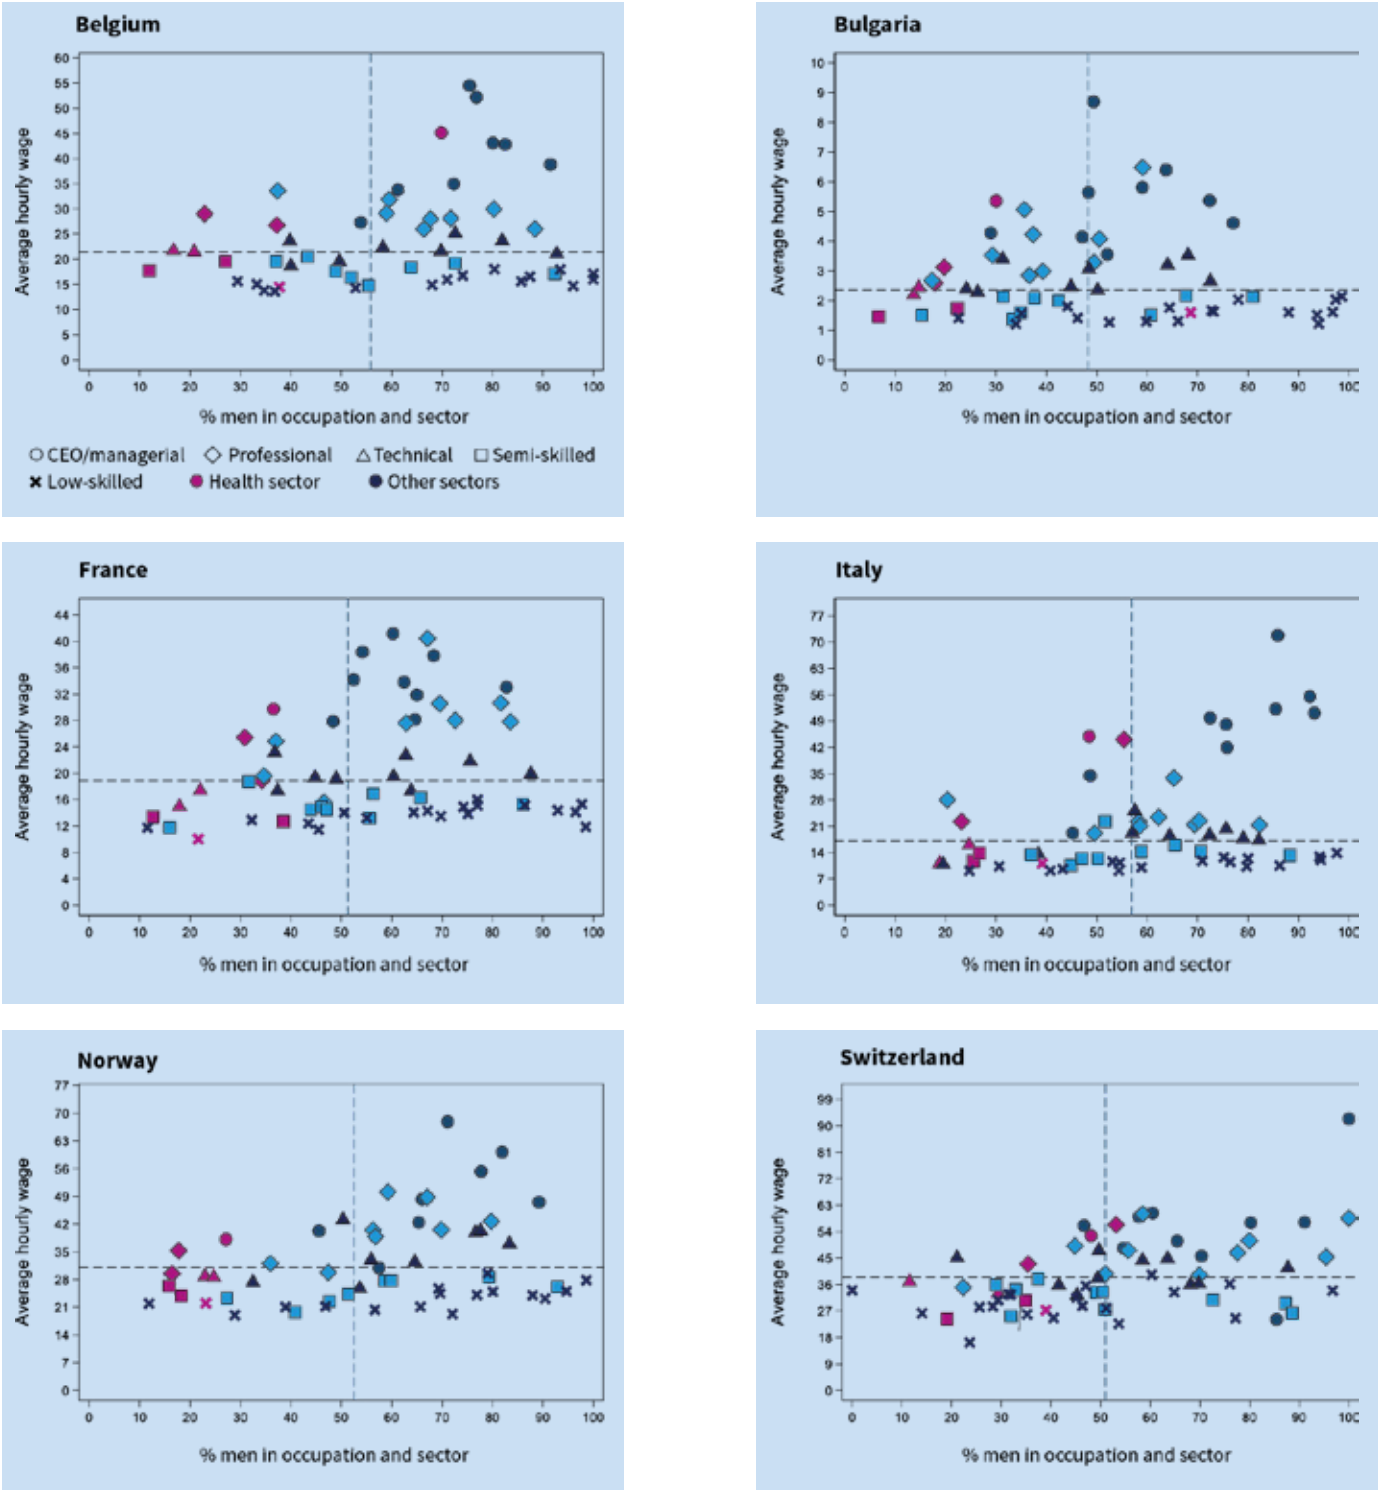 Belgium
60
55
50
45
40
35
30
25
20
15
10
5
0
Average hourly wage
0 10 20 30 40 50 60 70 80 90 100
% men in occupation and sector
CEO/managerial Professional Technical Semi-skilled
Low-skilled Health sector Other sectors
Bulgaria
10
9
8
7
6
5
4
3
2
1
0
Average hourly wage
0 10 20 30 40 50 60 70 80 90 100
% men in occupation and sector
France
44
40
36
32
28
24
20
16
12
8
4
0
Average hourly wage
0 10 20 30 40 50 60 70 80 90 100
% men in occupation and sector
Italy
77
70
63
56
49
42
35
28
21
14
7
0
Average hourly wage
0 10 20 30 40 50 60 70 80 90 100
% men in occupation and sector
Norway
77
70
63
56
49
42
35
28
21
14
7
0
Average hourly wage
0 10 20 30 40 50 60 70 80 90 100
% men in occupation and sector
Switzerland
99
90
81
72
63
54
45
36
27
18
9
0
Average hourly wage
0 10 20 30 40 50 60 70 80 90 100
% men in occupation and sector